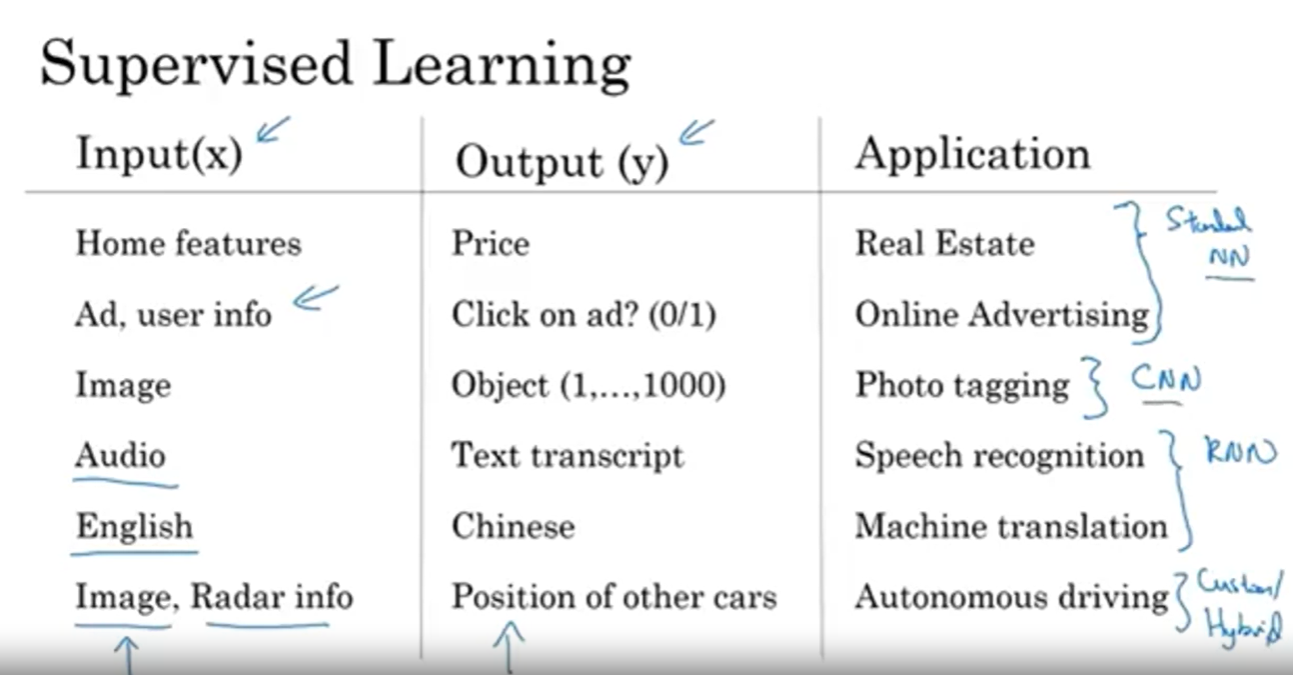 Supervised Learning
Input(x) Output (y) Application
Home features Price Real Estate Standard
NN
Ad, user info Click on ad? (0/1) Online Advertising
Image Object (1,...,1000) Photo tagging CNN
Audio Text transcript Speech recognition RNN
English Chinese Machine translation
Image, Radar info Position of other cars Autonomous driving Custom/
Hybrid